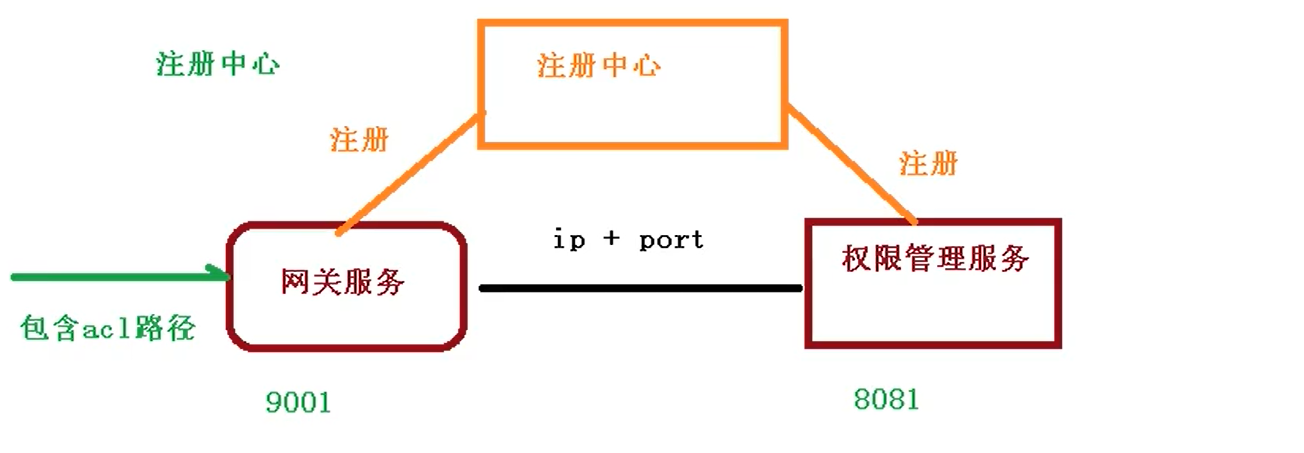 注册中心
注册中心
注册
注册
ip + port
网关服务
权限管理服务
包含acl路径
9001
8081